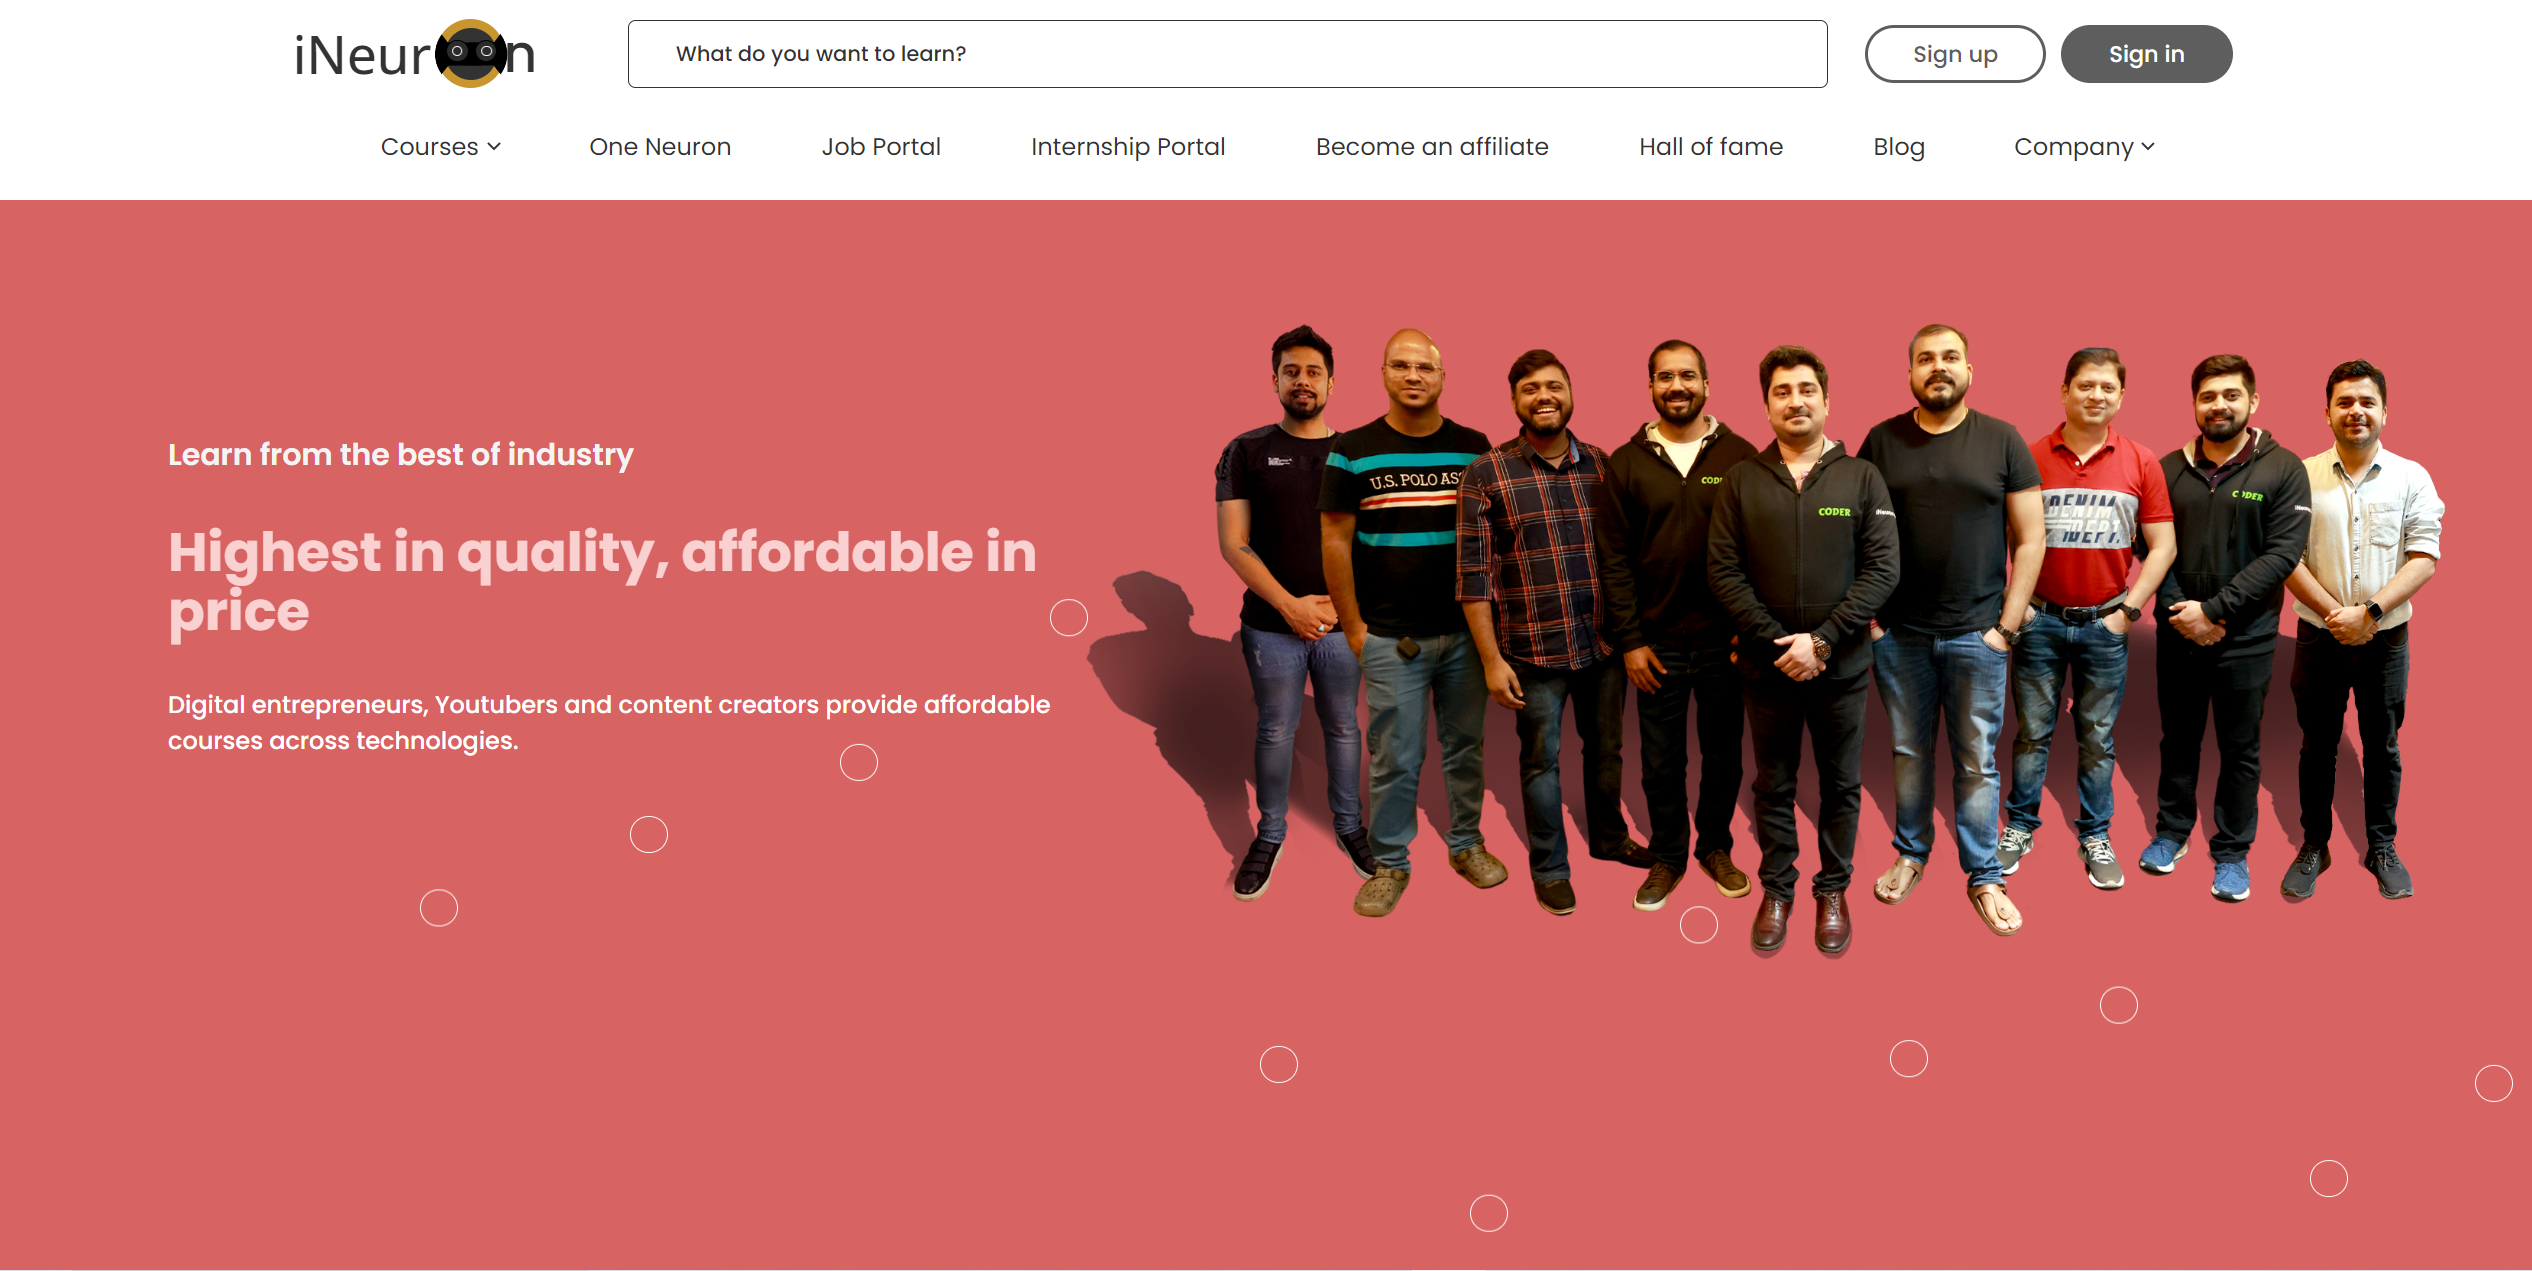 iNeuron
What do you want to learn?
Sign up
Sign in
Courses
One Neuron
Job Portal
Internship Portal
Become an affiliate
Hall of fame
Blog
Company
Learn from the best of industry
Highest in quality, affordable in
price
Digital entrepreneurs, Youtubers and content creators provide affordable
courses across technologies.
U.S. POLO ASS
CODER
DENIM
DEPT.
CODER